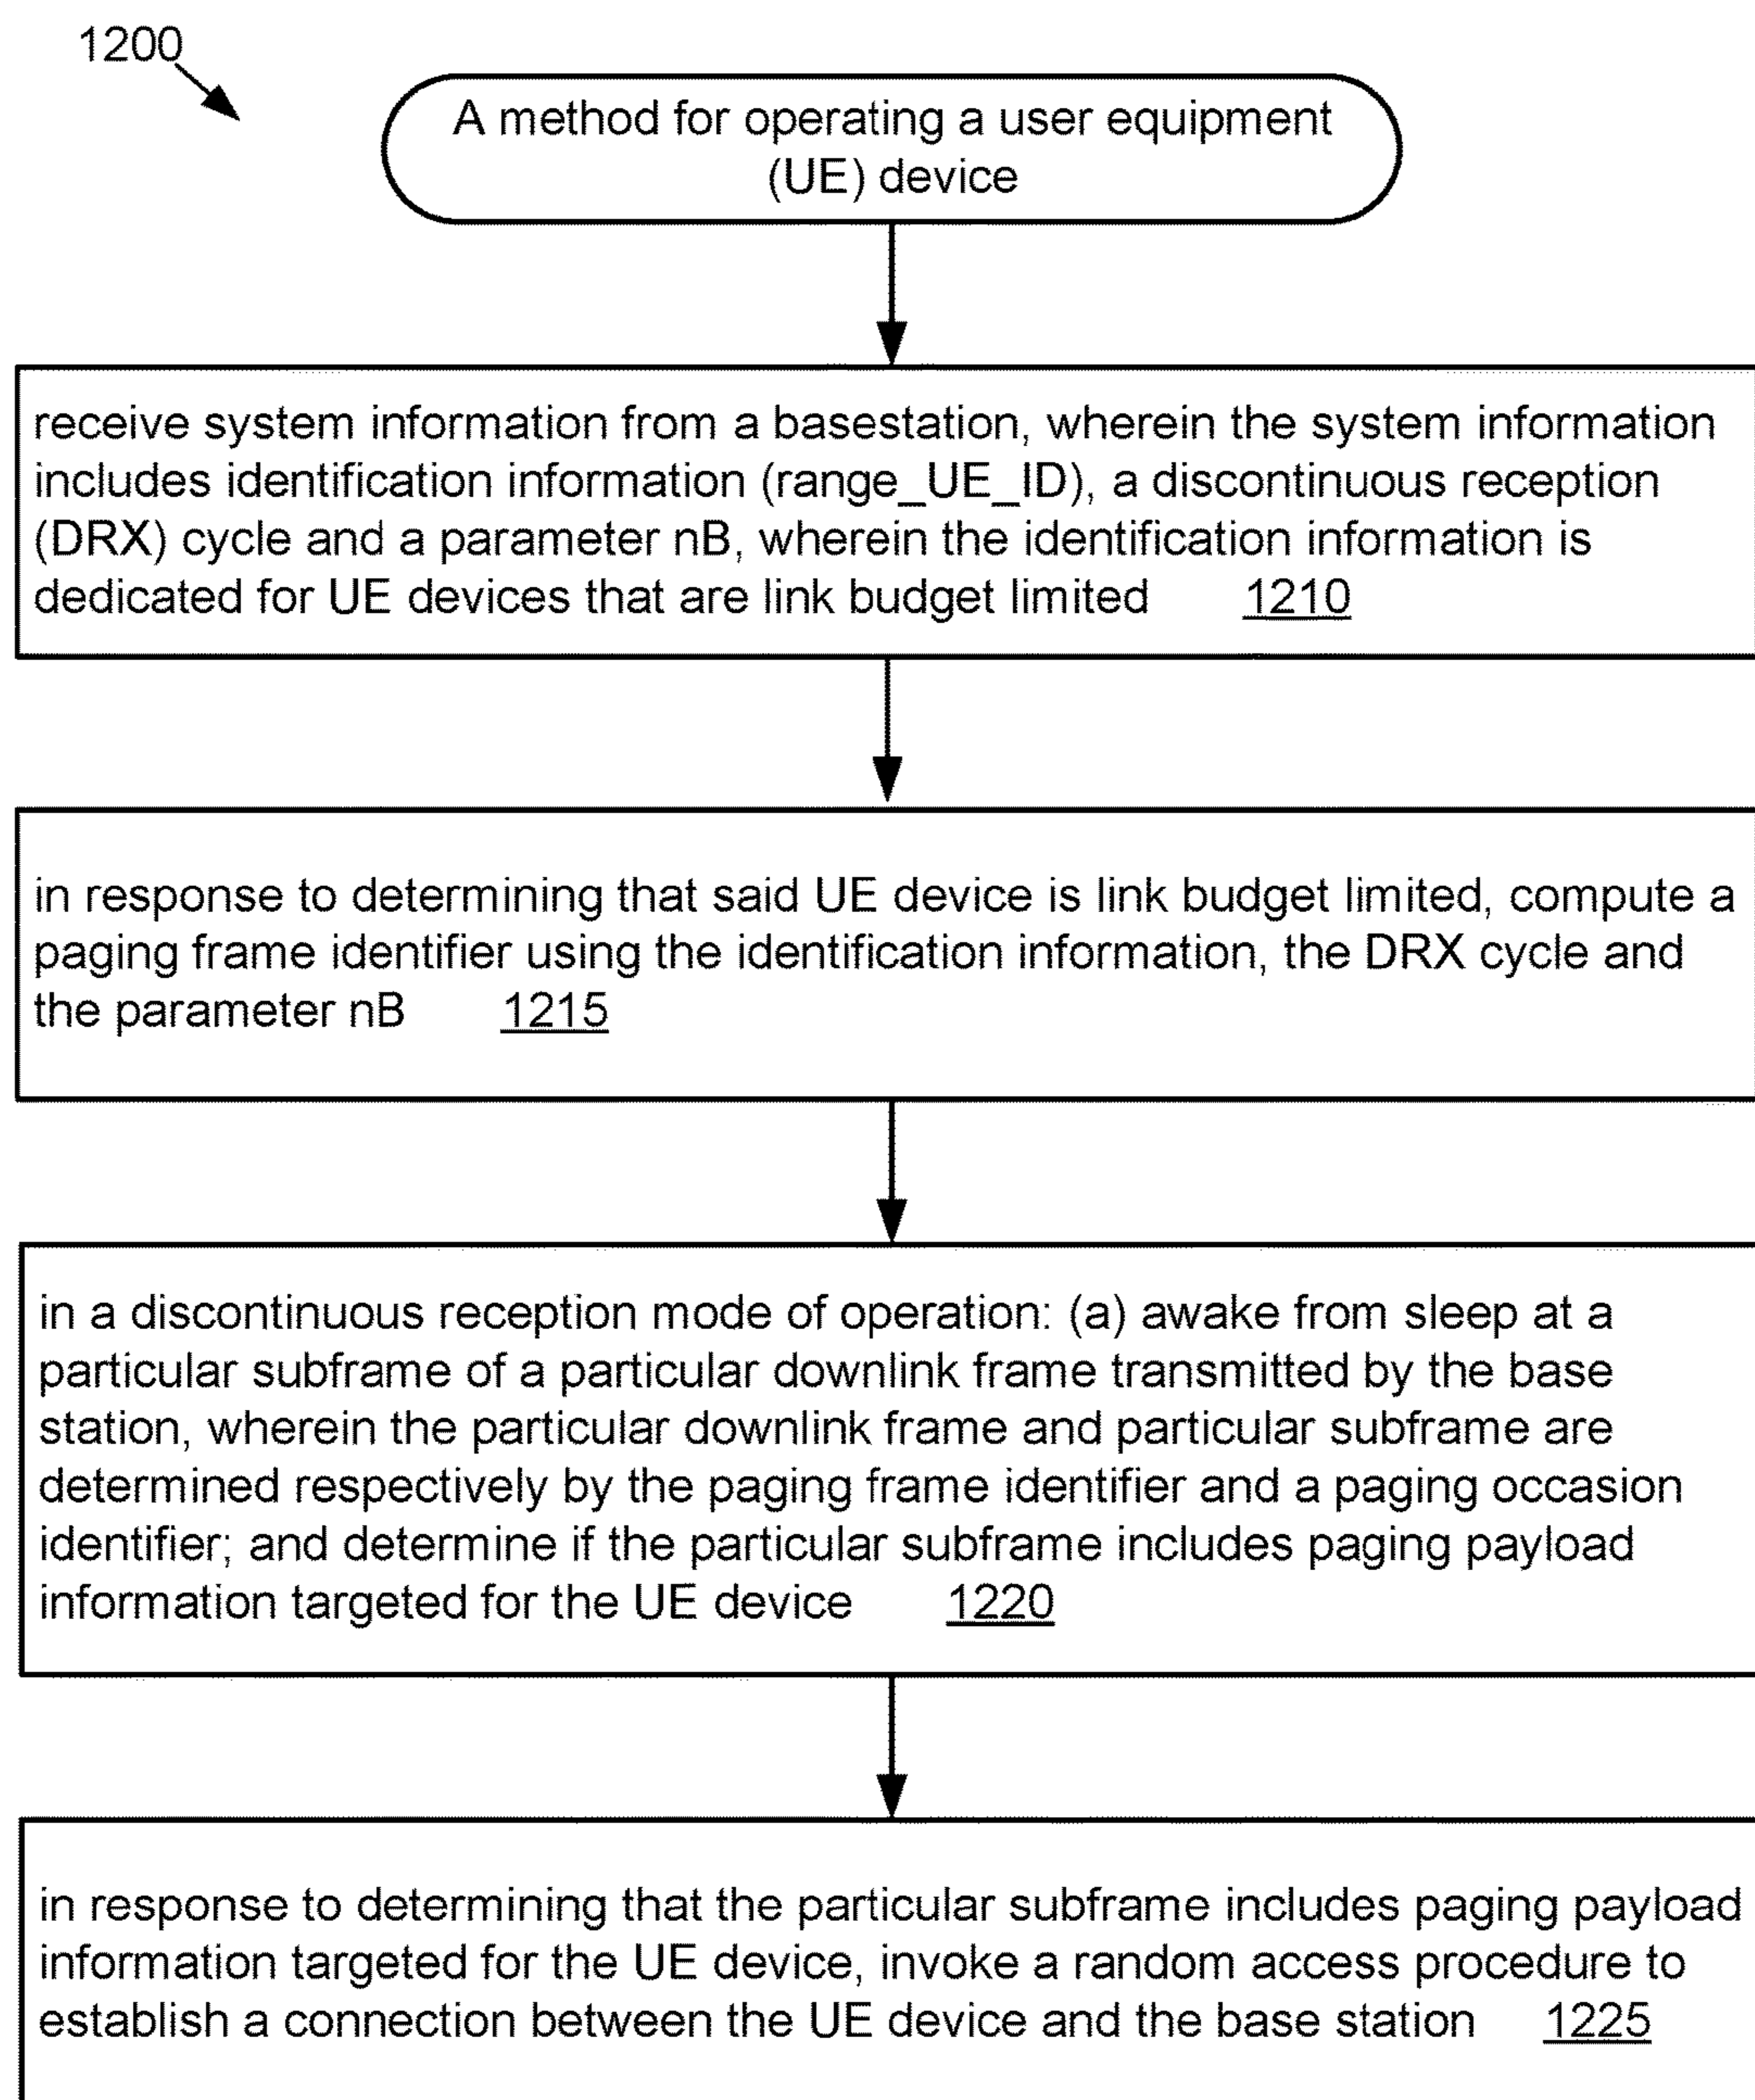 1200
A method for operating a user equipment
(UE) device
receive system information from a basestation, wherein the system information
includes identification information (range_UE_ID), a discontinuous reception
(DRX) cycle and a parameter nB, wherein the identification information is
dedicated for UE devices that are link budget limited 1210
in response to determining that said UE device is link budget limited, compute a
paging frame identifier using the identification information, the DRX cycle and
the parameter nB 1215
in a discontinuous reception mode of operation: (a) awake from sleep at a
particular subframe of a particular downlink frame transmitted by the base
station, wherein the particular downlink frame and particular subframe are
determined respectively by the paging frame identifier and a paging occasion
identifier; and determine if the particular subframe includes paging payload
information targeted for the UE device 1220
in response to determining that the particular subframe includes paging payload
information targeted for the UE device, invoke a random access procedure to
establish a connection between the UE device and the base station 1225